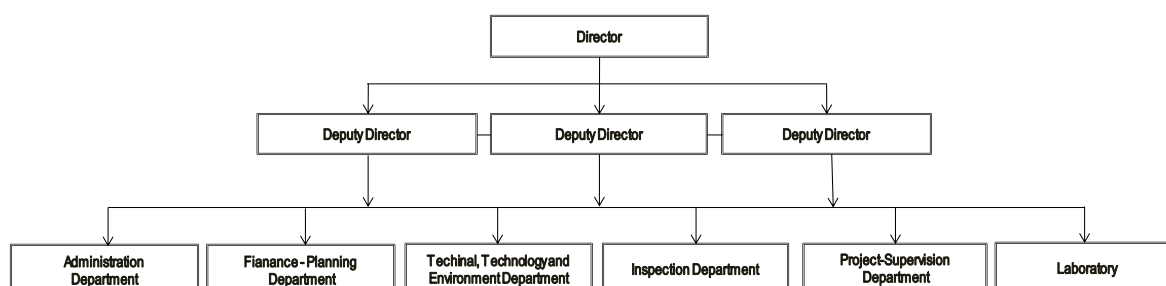 Director
Deputy Director
Deputy Director
Deputy Director
Administration
Department
Fianance - Planning
Department
Techinal, Technology and
Environment Department
Inspection Department
Project-Supervision
Department
Laboratory